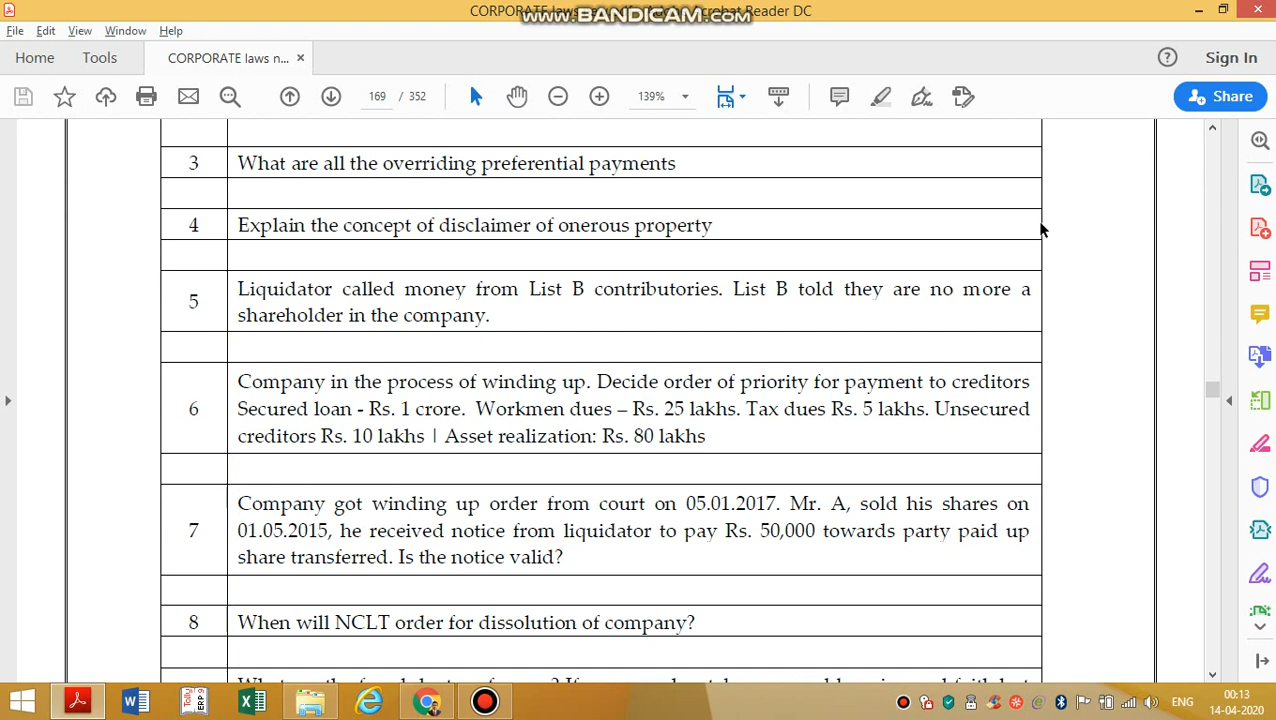 CORPORATE laws
www.BANDICAM.com
Acrobat Reader DC
File Edit View Window Help
Home Tools CORPORATE laws n... × Sign In
169 / 352 139% Share
3 What are all the overriding preferential payments
4 Explain the concept of disclaimer of onerous property
5 Liquidator called money from List B contributories. List B told they are no more a
shareholder in the company.
Company in the process of winding up. Decide order of priority for payment to creditors
6 Secured loan - Rs. 1 crore. Workmen dues – Rs. 25 lakhs. Tax dues Rs. 5 lakhs. Unsecured
creditors Rs. 10 lakhs | Asset realization: Rs. 80 lakhs
Company got winding up order from court on 05.01.2017. Mr. A, sold his shares on
7 01.05.2015, he received notice from liquidator to pay Rs. 50,000 towards party paid up
share transferred. Is the notice valid?
8 When will NCLT order for dissolution of company?
ENG 00:13
14-04-2020